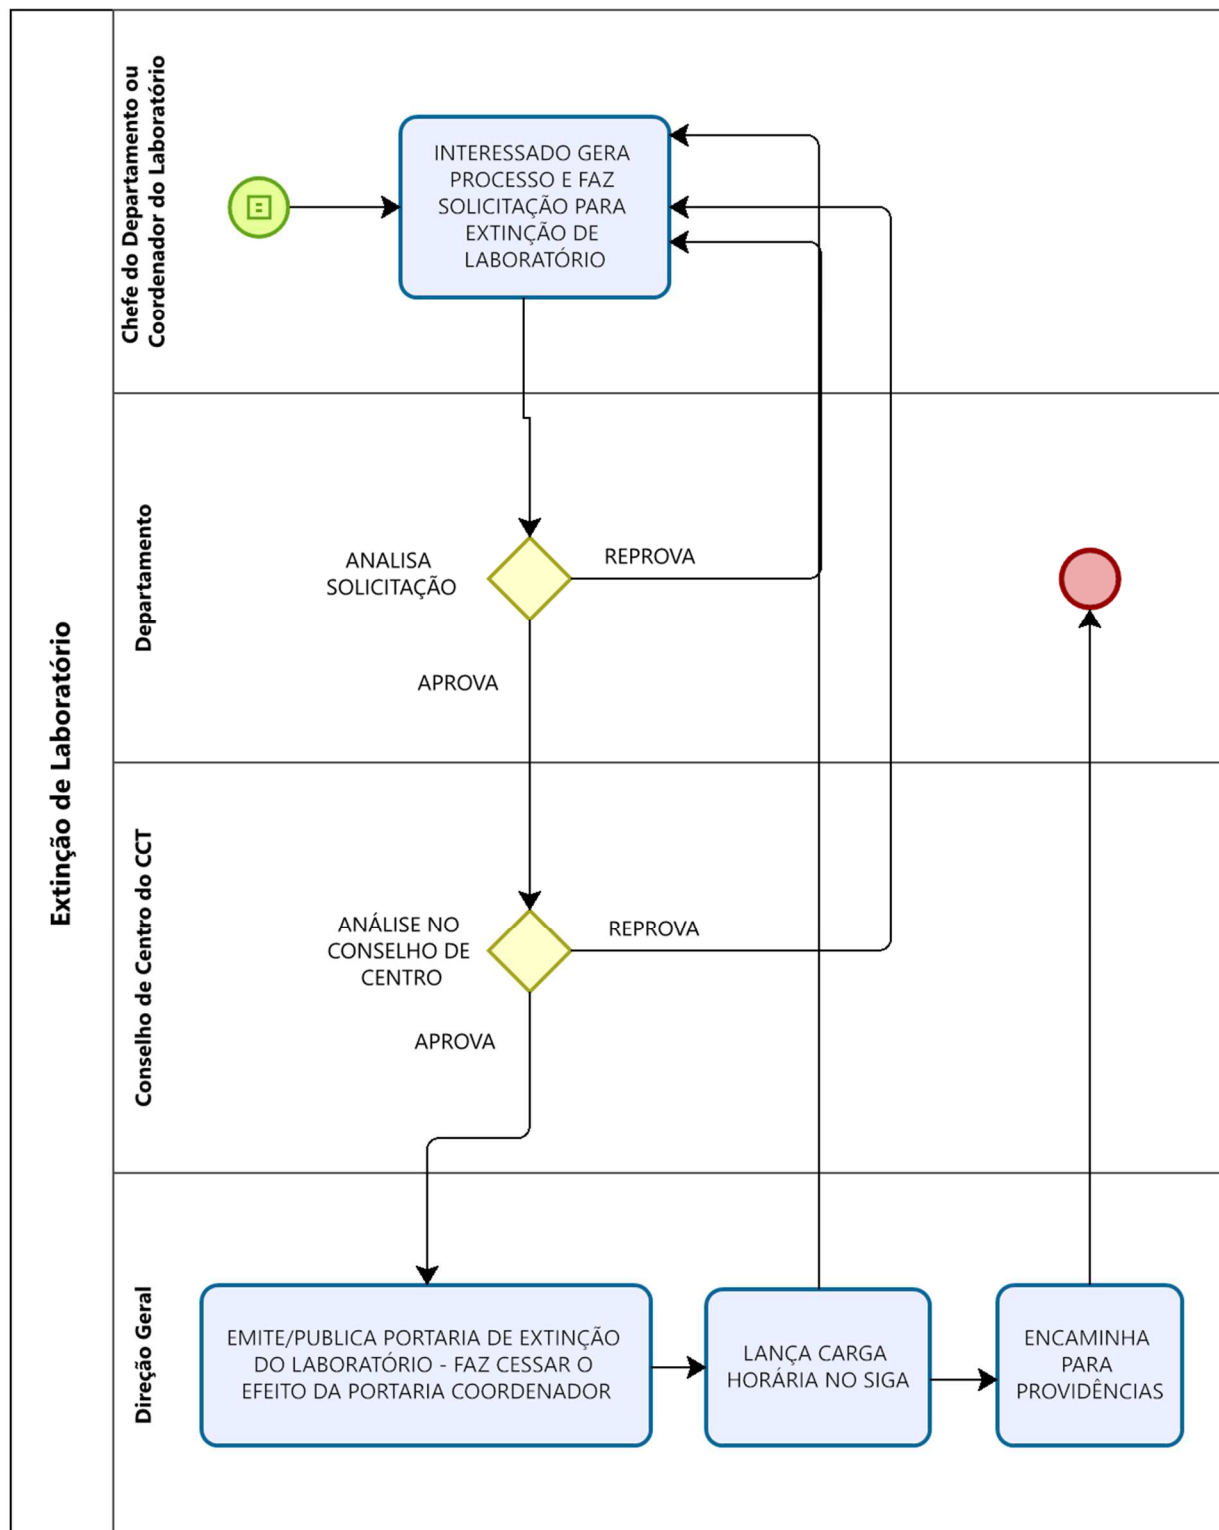 Extinção de Laboratório
Chefe do Departamento ou
Coordenador do Laboratório
INTERESSADO GERA
PROCESSO E FAZ
SOLICITAÇÃO PARA
EXTINÇÃO DE
LABORATÓRIO
Departamento
ANALISA
SOLICITAÇÃO
REPROVA
APROVA
Conselho de Centro do CCT
ANÁLISE NO
CONSELHO DE
CENTRO
REPROVA
APROVA
Direção Geral
EMITE/PUBLICA PORTARIA DE EXTINÇÃO
DO LABORATÓRIO - FAZ CESSAR O
EFEITO DA PORTARIA COORDENADOR
LANÇA CARGA
HORÁRIA NO SIGA
ENCAMINHA
PARA
PROVIDÊNCIAS